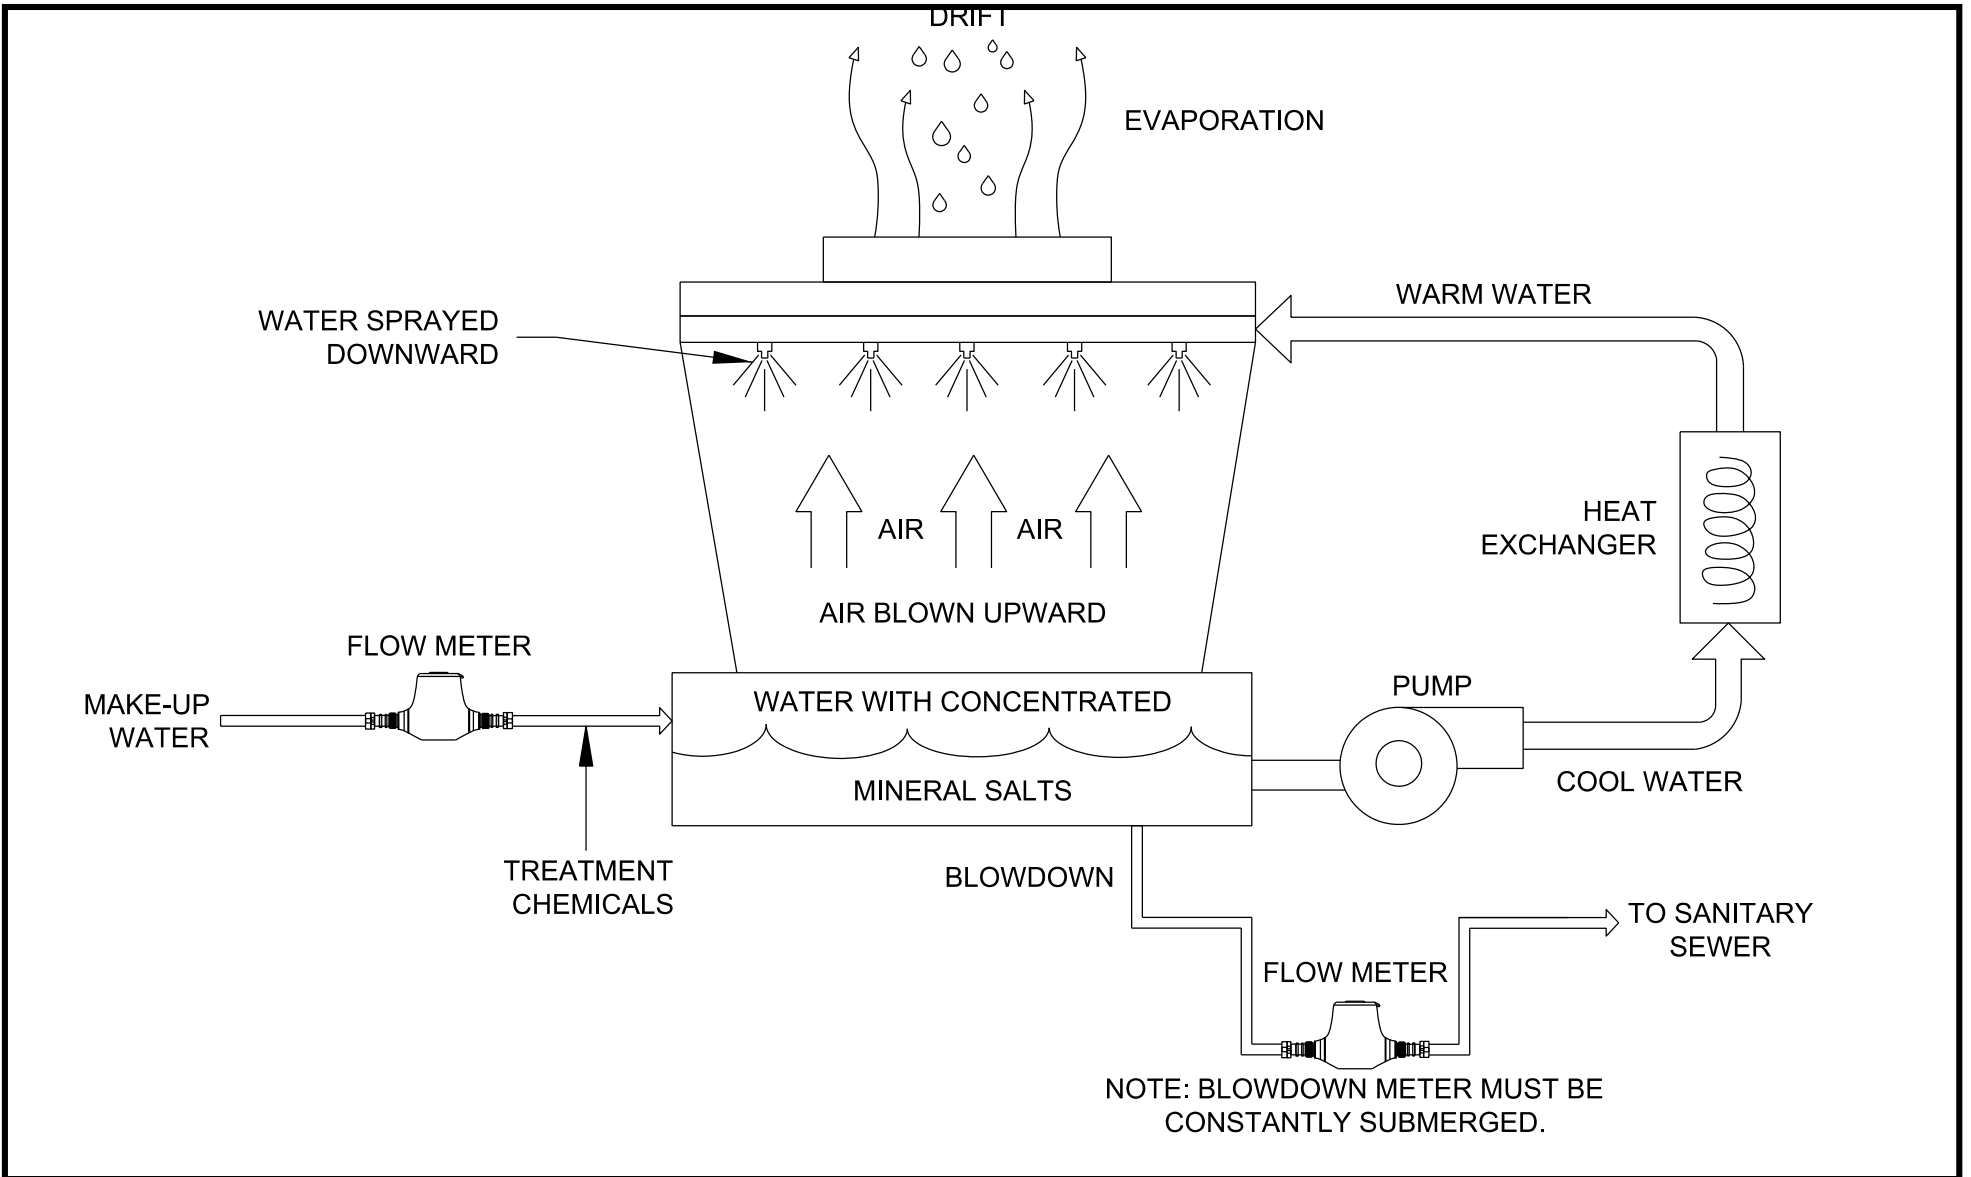 DRIFT
EVAPORATION
WARM WATER
WATER SPRAYED
DOWNWARD
HEAT
EXCHANGER
AIR
AIR
AIR BLOWN UPWARD
FLOW METER
MAKE-UP
WATER
WATER WITH CONCENTRATED
MINERAL SALTS
PUMP
COOL WATER
TREATMENT
CHEMICALS
BLOWDOWN
TO SANITARY
SEWER
FLOW METER
NOTE: BLOWDOWN METER MUST BE
CONSTANTLY SUBMERGED.